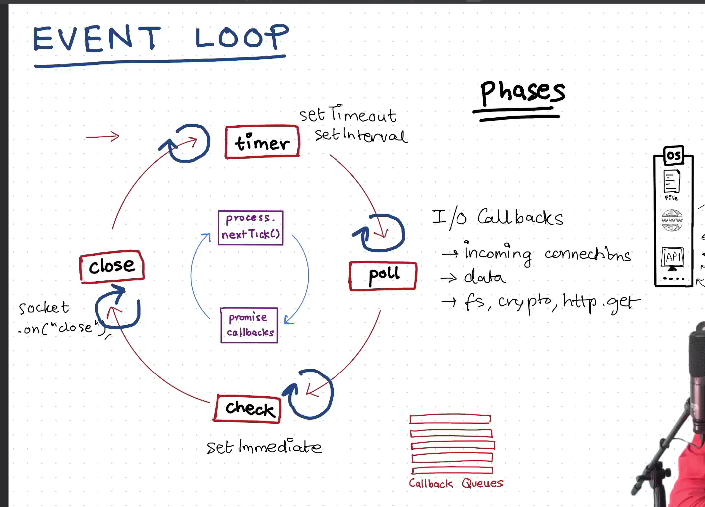 EVENT LOOP
Phases
setTimeout
setInterval
timer
OS
FILE
process.
nextTick()
I/O Callbacks
→ incoming connections
→ data
→ fs, crypto, http.get
API
close
poll
socket
.on("close"),
promise
callbacks
check
setImmediate
Callback Queues